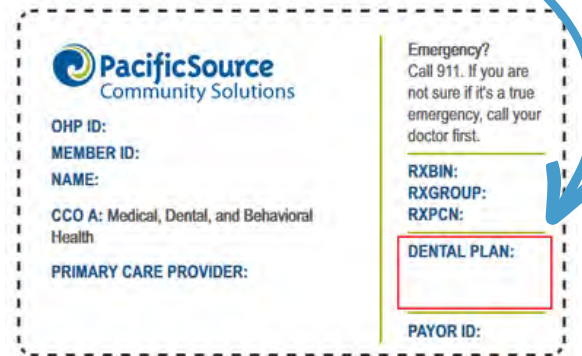 PacificSource
Community Solutions
OHP ID:
MEMBER ID:
NAME:
CCO A: Medical, Dental, and Behavioral
Health
PRIMARY CARE PROVIDER:
Emergency?
Call 911. If you are
not sure if it's a true
emergency, call your
doctor first.
RXBIN:
RXGROUP:
RXPCN:
DENTAL PLAN:
PAYOR ID: